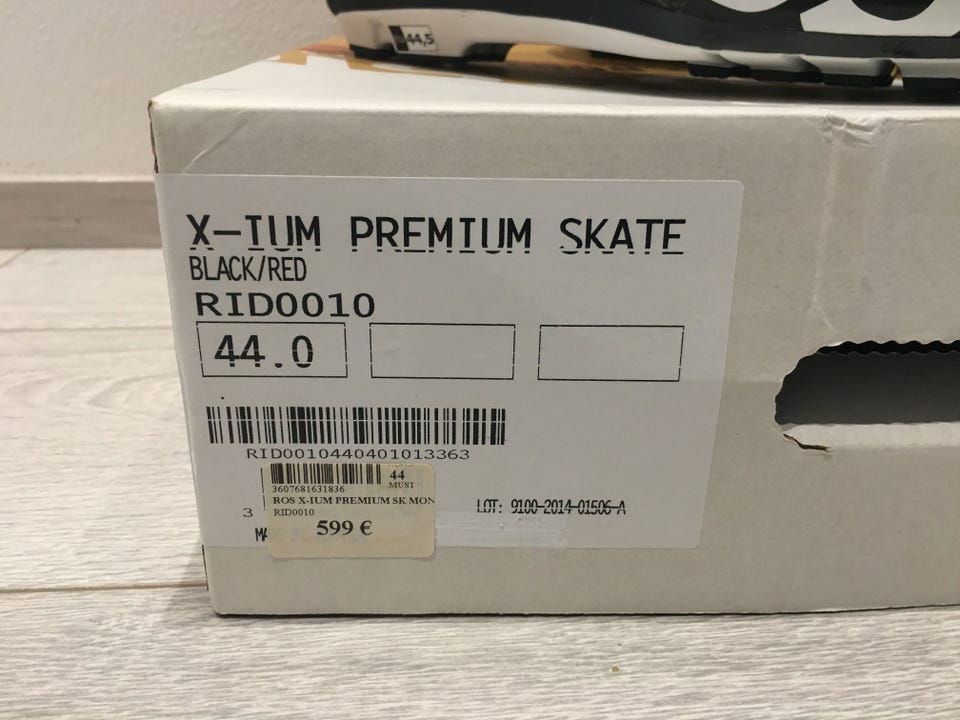 44,5
X-IUM PREMIUM SKATE
BLACK/RED
RID0010
44.0
RID0010440401013363
44
MUST
3607681631836
ROS X-IUM PREMIUM SK MON
RID0010
599 €
3
LOT: 9100-2014-01506-A